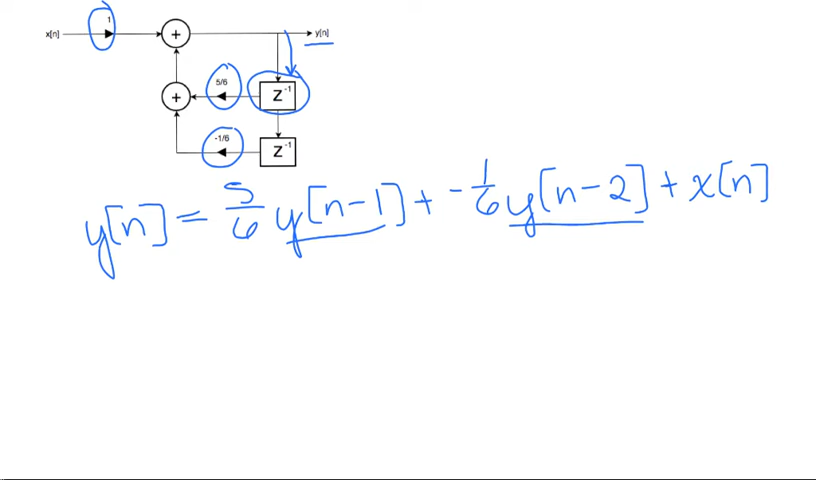 1
x[n] + y[n]
5/6
+ Z⁻¹
-1/6
Z⁻¹
y[n] = 5/6 y[n-1] + -1/6 y[n-2] + x[n]